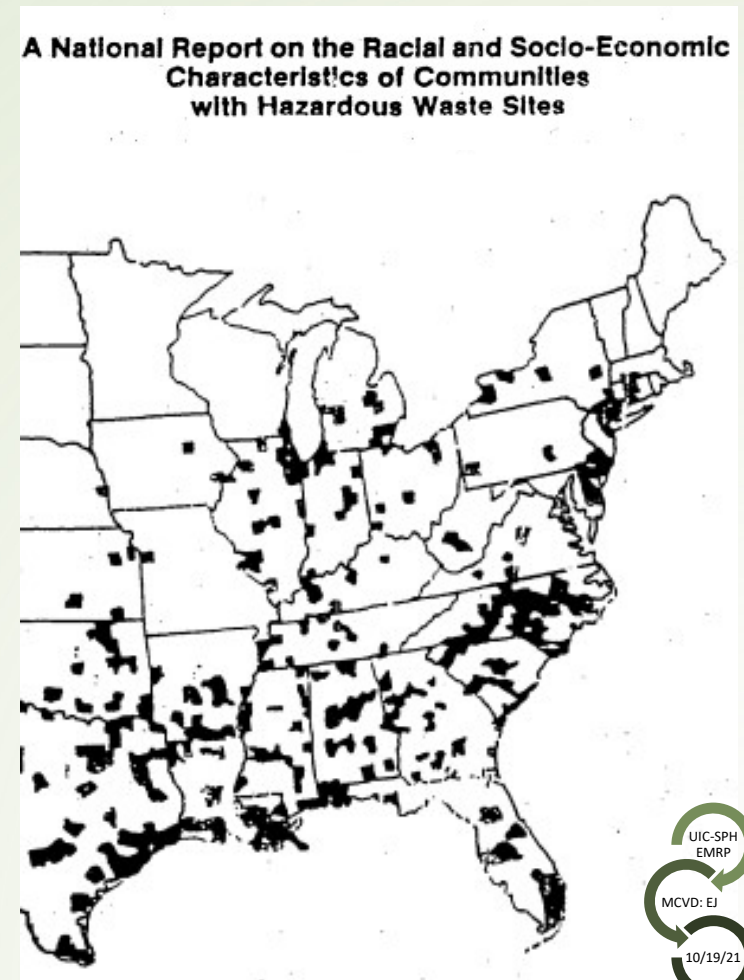 A National Report on the Racial and Socio-Economic
Characteristics of Communities
with Hazardous Waste Sites
UIC-SPH
EMRP
MCVD: EJ
10/19/21